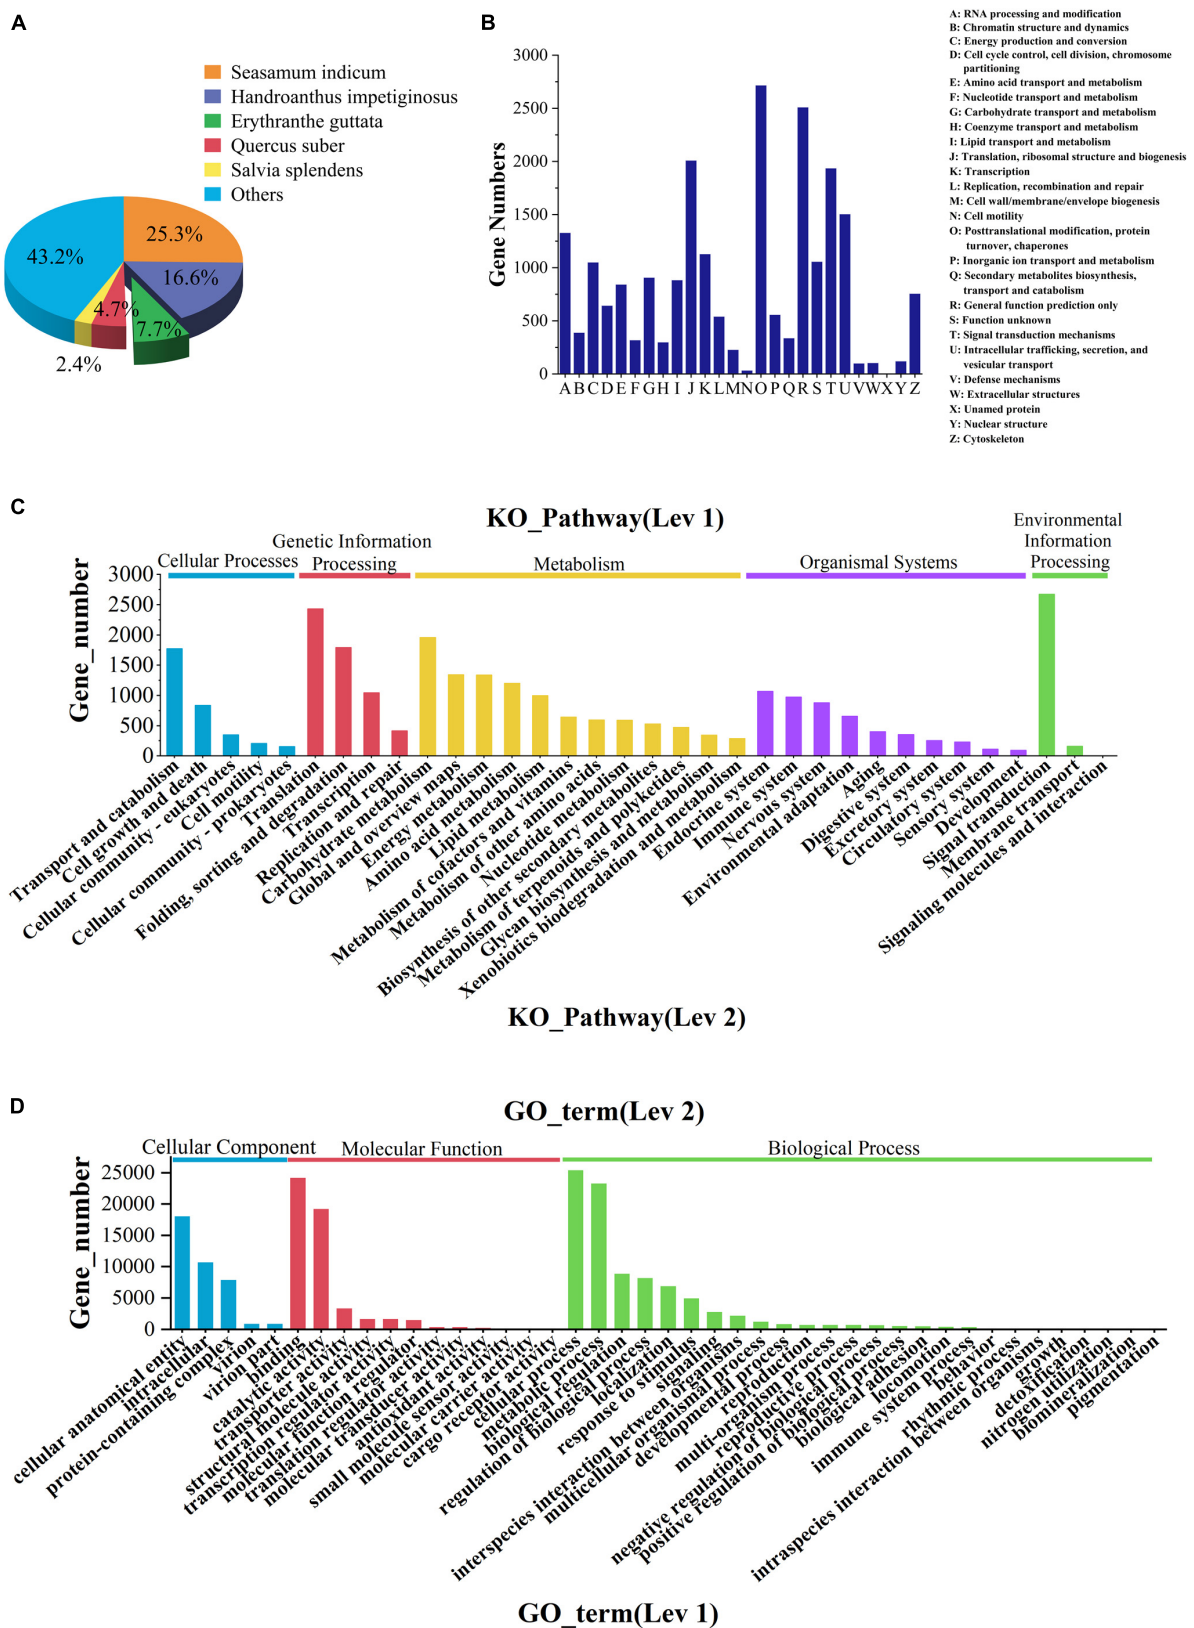 A
Seasamum indicum
Handroanthus impetiginosus
Erythranthe guttata
Quercus suber
Salvia splendens
Others
25.3%
16.6%
7.7%
4.7%
2.4%
43.2%
B
Gene Numbers
3000
2500
2000
1500
1000
500
0
A B C D E F G H I J K L M N O P Q R S T U V W X Y Z
A: RNA processing and modification
B: Chromatin structure and dynamics
C: Energy production and conversion
D: Cell cycle control, cell division, chromosome
partitioning
E: Amino acid transport and metabolism
F: Nucleotide transport and metabolism
G: Carbohydrate transport and metabolism
H: Coenzyme transport and metabolism
I: Lipid transport and metabolism
J: Translation, ribosomal structure and biogenesis
K: Transcription
L: Replication, recombination and repair
M: Cell wall/membrane/envelope biogenesis
N: Cell motility
O: Posttranslational modification, protein
turnover, chaperones
P: Inorganic ion transport and metabolism
Q: Secondary metabolites biosynthesis,
transport and catabolism
R: General function prediction only
S: Function unknown
T: Signal transduction mechanisms
U: Intracellular trafficking, secretion, and
vesicular transport
V: Defense mechanisms
W: Extracellular structures
X: Unamed protein
Y: Nuclear structure
Z: Cytoskeleton
C
KO_Pathway(Lev 1)
Cellular Processes
Genetic Information
Processing
Metabolism
Organismal Systems
Environmental
Information
Processing
Gene_number
3000
2500
2000
1500
1000
500
0
Transport and catabolism
Cell growth and death
Cellular community - eukaryotes
Cell motility
Cellular community - prokaryotes
Translation
Folding, sorting and degradation
Transcription
Replication and repair
Carbohydrate metabolism
Global and overview maps
Energy metabolism
Amino acid metabolism
Lipid metabolism
Metabolism of cofactors and vitamins
Metabolism of other amino acids
Nucleotide metabolism
Biosynthesis of other secondary metabolites
Metabolism of terpenoids and polyketides
Glycan biosynthesis and metabolism
Xenobiotics biodegradation and metabolism
Endocrine system
Immune system
Nervous system
Environmental adaptation
Aging
Digestive system
Excretory system
Circulatory system
Sensory system
Development
Signal transduction
Membrane transport
Signaling molecules and interaction
KO_Pathway(Lev 2)
D
GO_term(Lev 2)
Cellular Component
Molecular Function
Biological Process
Gene_number
25000
20000
15000
10000
5000
0
cellular anatomical entity
intracellular
protein-containing complex
virion
virion part
binding
catalytic activity
transporter activity
structural molecule activity
transcription regulator activity
molecular function regulator
translation regulator activity
molecular transducer activity
antioxidant activity
small molecule sensor activity
molecular carrier activity
cargo receptor activity
cellular process
metabolic process
biological regulation
regulation of biological process
localization
response to stimulus
signaling
interspecies interaction between organisms
multicellular organismal process
developmental process
reproduction
multi-organism process
reproductive process
negative regulation of biological process
positive regulation of biological process
biological adhesion
locomotion
immune system process
behavior
rhythmic process
intraspecies interaction between organisms
growth
detoxification
nitrogen utilization
biomineralization
pigmentation
GO_term(Lev 1)